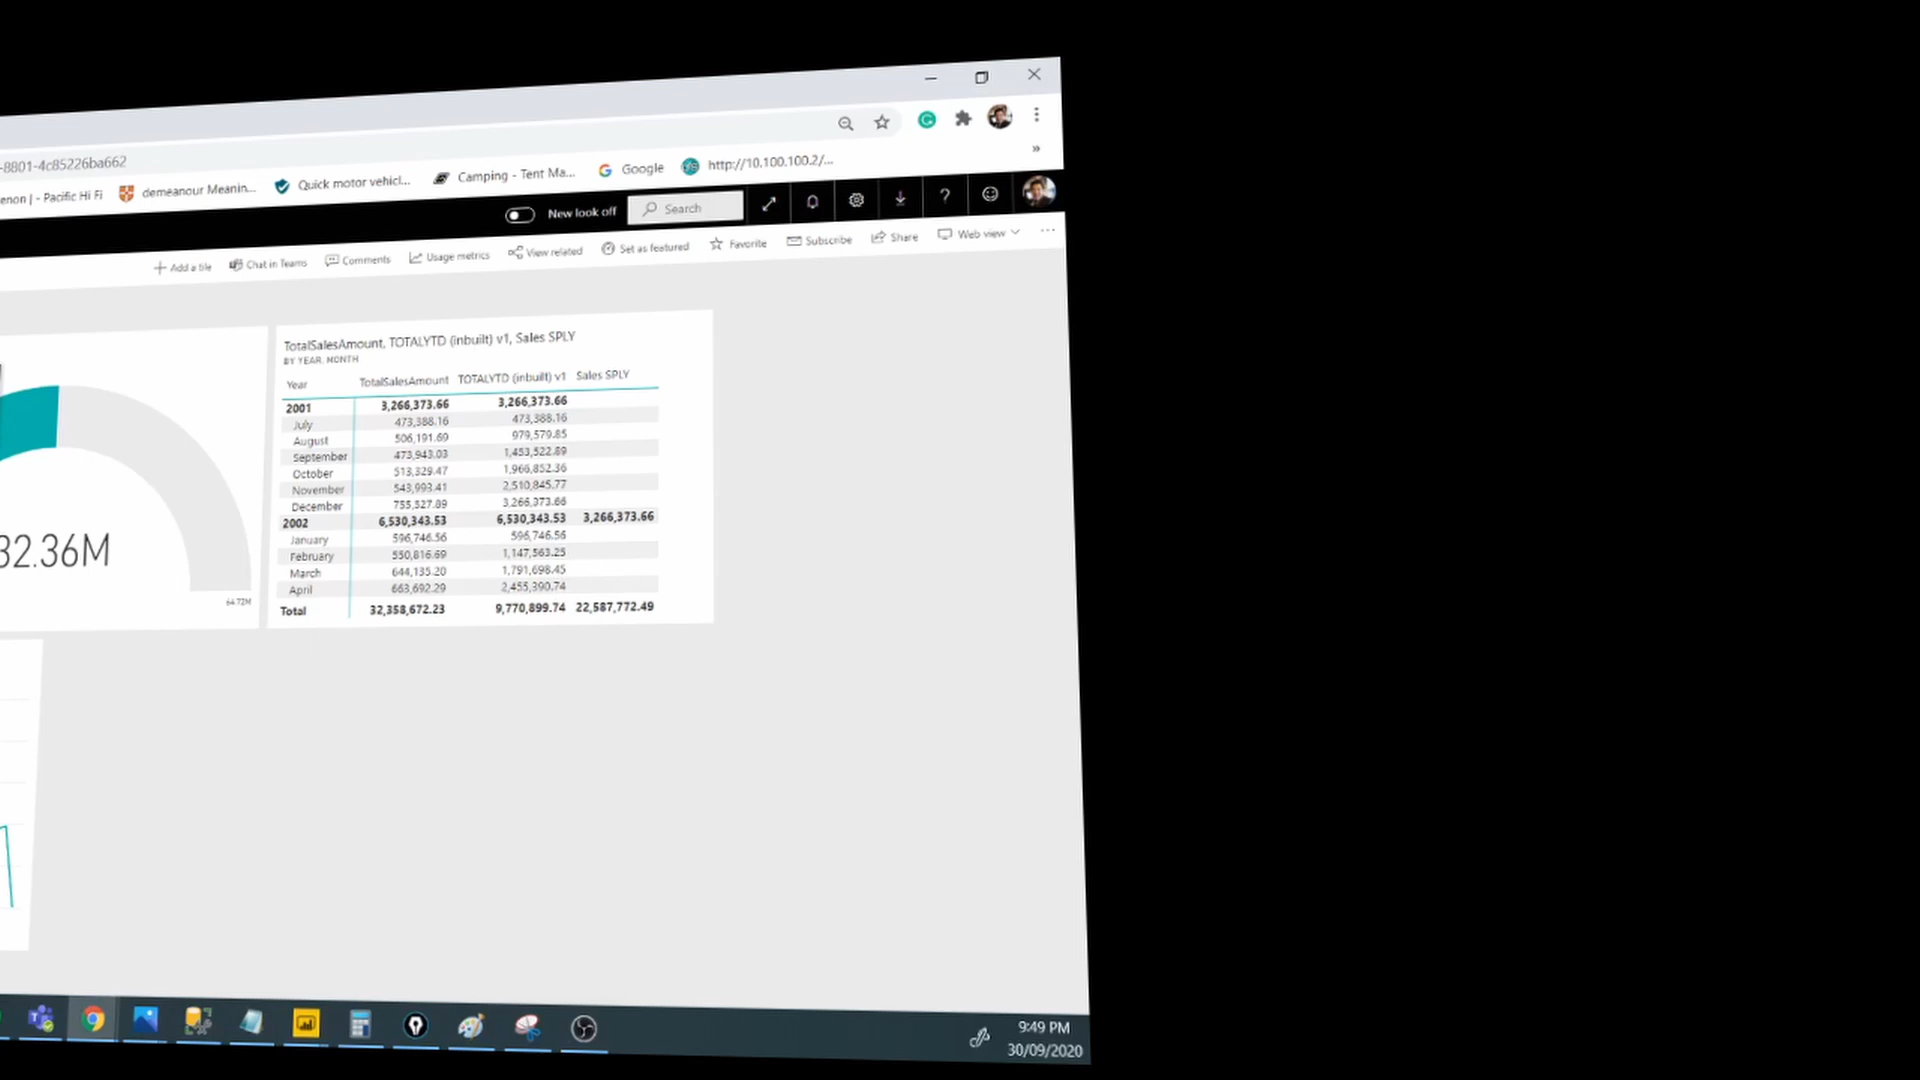 -8801-4c85226ba662
enon | - Pacific Hi Fi demeanour Meanin... Quick motor vehicl... Camping - Tent Ma... Google http://10.100.100.2/... »
New look off Search
Add a tile Chat in Teams Comments Usage metrics View related Set as featured Favorite Subscribe Share Web view ...
TotalSalesAmount, TOTALYTD (inbuilt) v1, Sales SPLY
BY YEAR, MONTH
Year TotalSalesAmount TOTALYTD (inbuilt) v1 Sales SPLY
2001 3,266,373.66 3,266,373.66
July 473,388.16 473,388.16
August 506,191.69 979,579.85
September 473,943.03 1,453,522.89
October 513,329.47 1,966,852.36
November 543,993.41 2,510,845.77
December 755,527.89 3,266,373.66
2002 6,530,343.53 6,530,343.53 3,266,373.66
January 596,746.56 596,746.56
February 550,816.69 1,147,563.25
March 644,135.20 1,791,698.45
April 663,692.29 2,455,390.74
Total 32,358,672.23 9,770,899.74 22,587,772.49
32.36M
64.72M
9:49 PM
30/09/2020